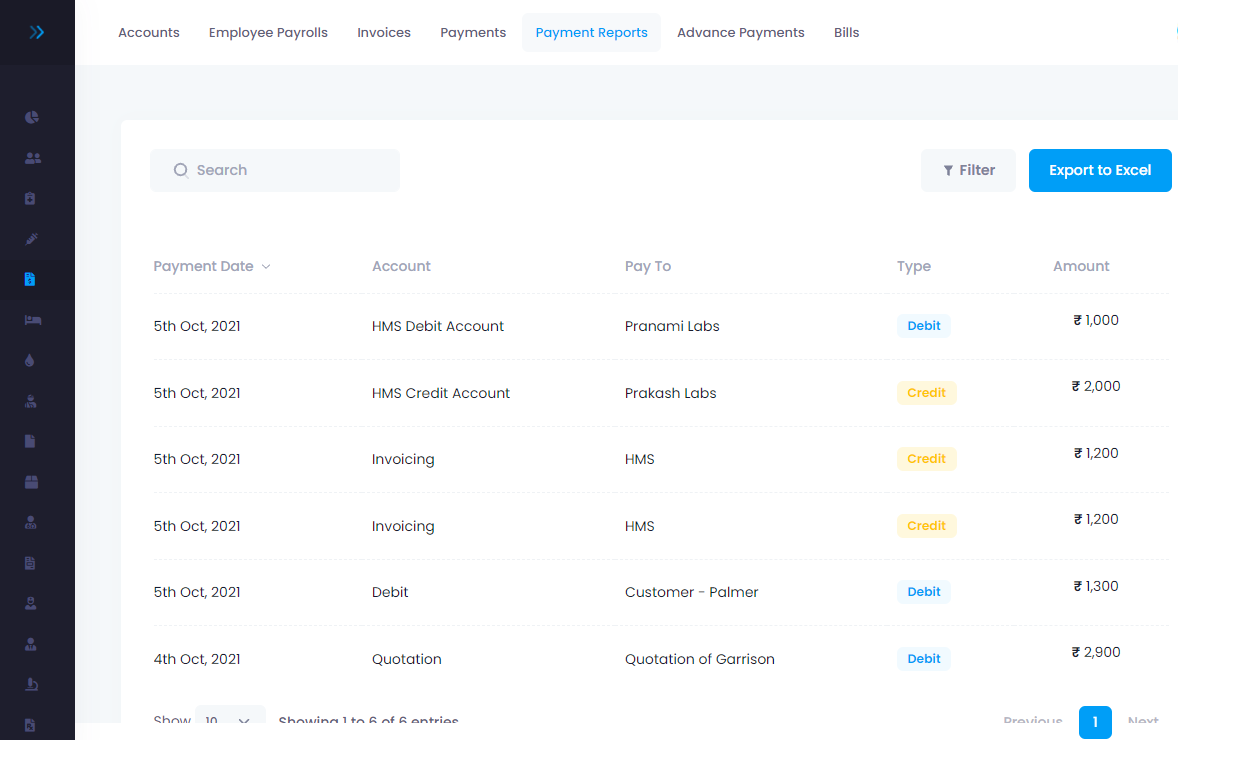 Accounts Employee Payrolls Invoices Payments Payment Reports Advance Payments Bills
Search Filter Export to Excel
Payment Date Account Pay To Type Amount
5th Oct, 2021 HMS Debit Account Pranami Labs Debit ₹ 1,000
5th Oct, 2021 HMS Credit Account Prakash Labs Credit ₹ 2,000
5th Oct, 2021 Invoicing HMS Credit ₹ 1,200
5th Oct, 2021 Invoicing HMS Credit ₹ 1,200
5th Oct, 2021 Debit Customer - Palmer Debit ₹ 1,300
4th Oct, 2021 Quotation Quotation of Garrison Debit ₹ 2,900
Show 10 Showing 1 to 6 of 6 entries Previous 1 Next